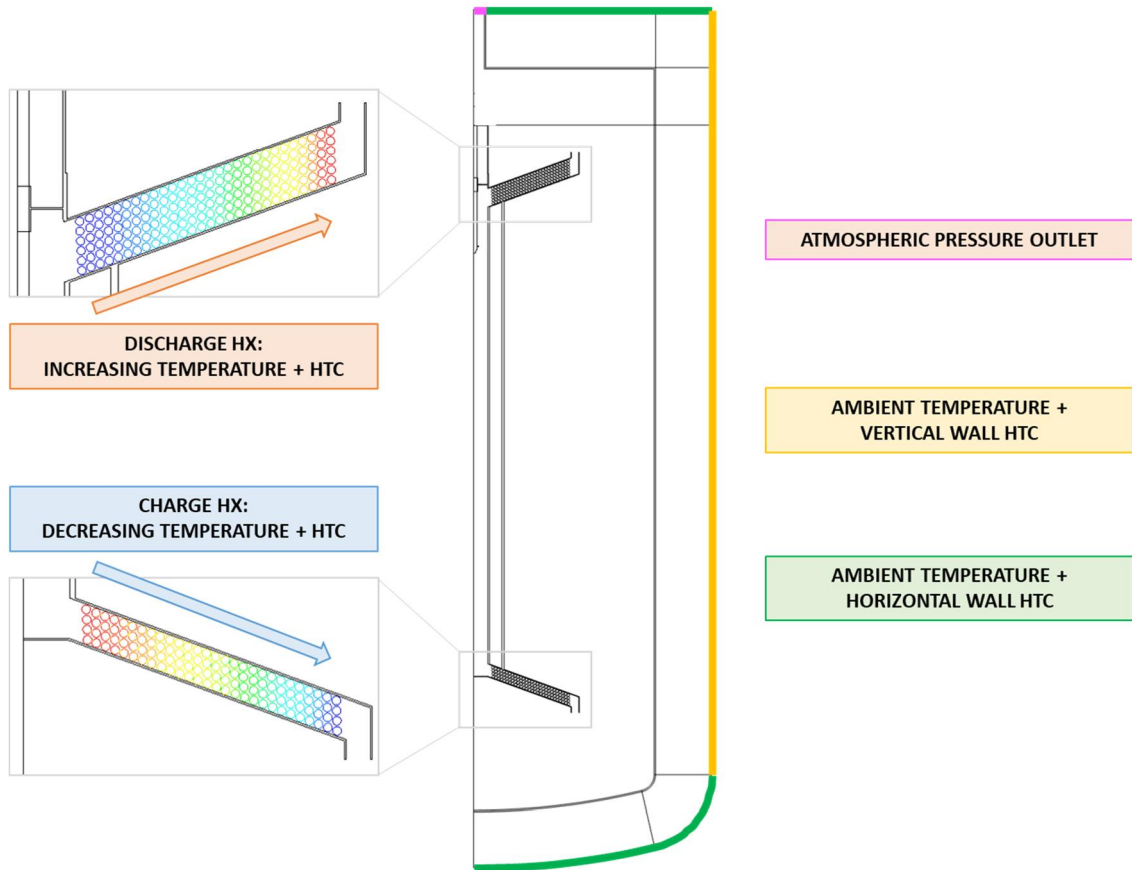 DISCHARGE HX:
INCREASING TEMPERATURE + HTC
CHARGE HX:
DECREASING TEMPERATURE + HTC
ATMOSPHERIC PRESSURE OUTLET
AMBIENT TEMPERATURE +
VERTICAL WALL HTC
AMBIENT TEMPERATURE +
HORIZONTAL WALL HTC